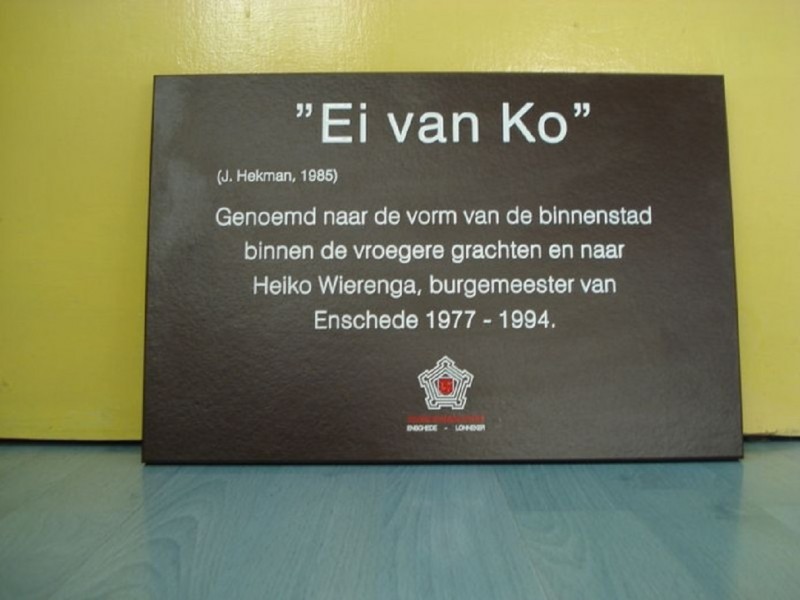 ”Ei van Ko”
(J. Hekman, 1985)
Genoemd naar de vorm van de binnenstad
binnen de vroegere grachten en naar
Heiko Wierenga, burgemeester van
Enschede 1977 - 1994.
ENSCHEDE - LONNEKER